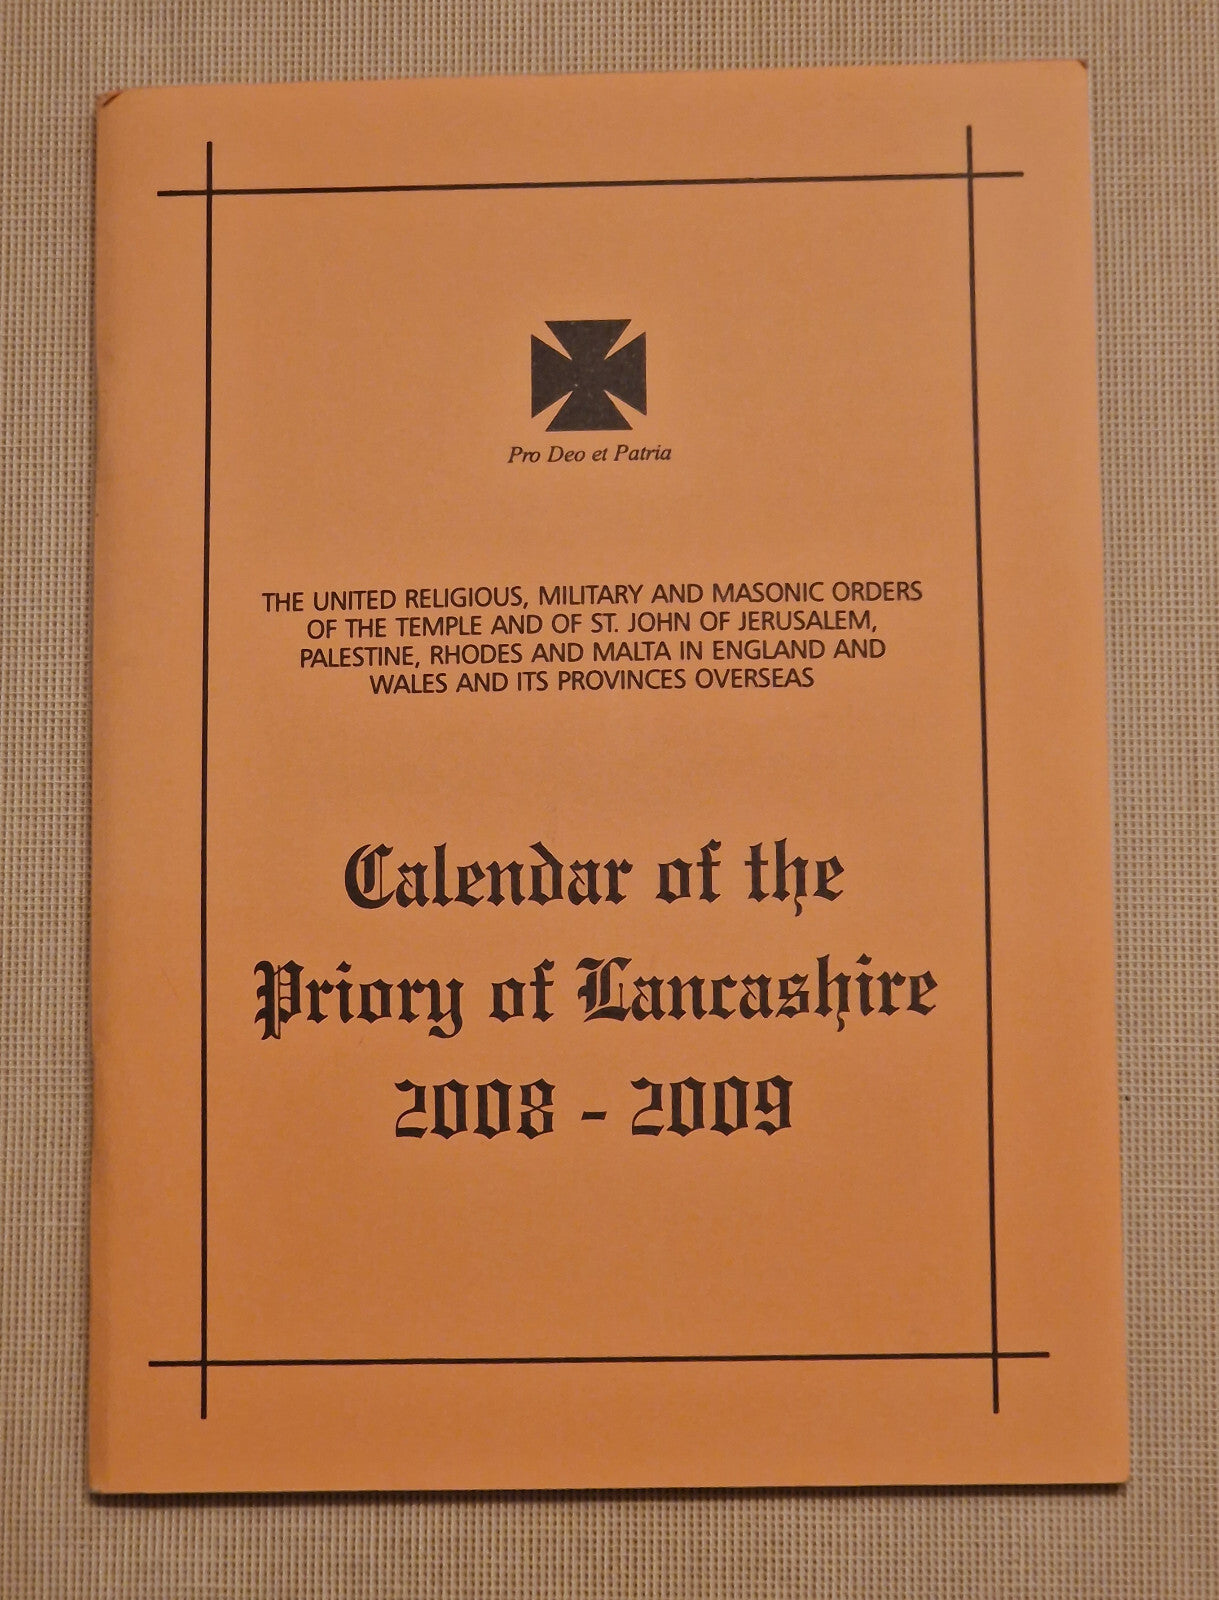 Pro Deo et Patria
THE UNITED RELIGIOUS, MILITARY AND MASONIC ORDERS
OF THE TEMPLE AND OF ST. JOHN OF JERUSALEM,
PALESTINE, RHODES AND MALTA IN ENGLAND AND
WALES AND ITS PROVINCES OVERSEAS
Calendar of the
Priory of Lancashire
2008 - 2009